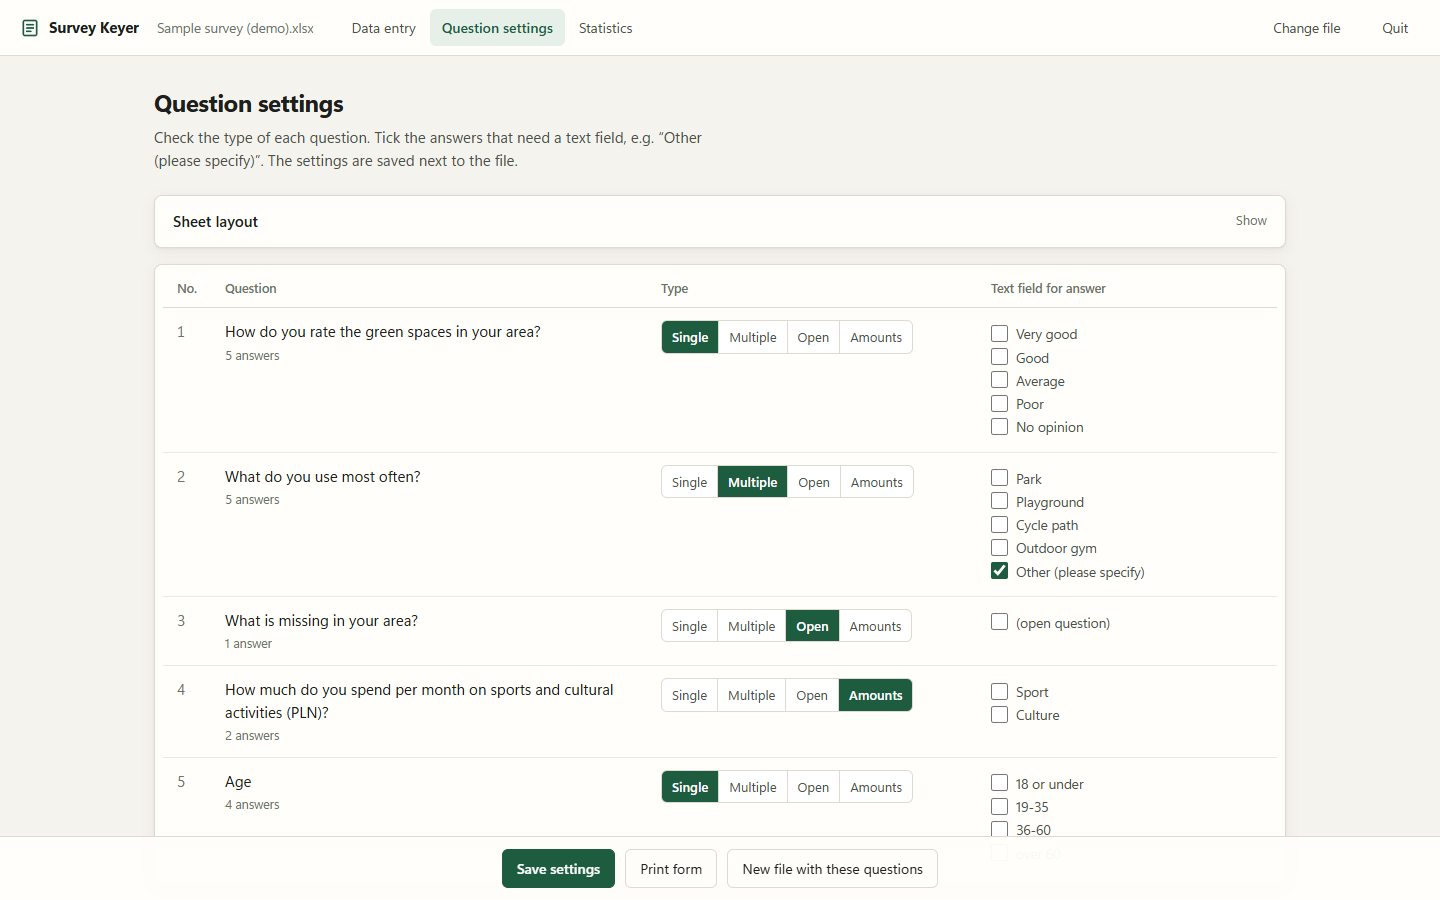 Survey Keyer
Sample survey (demo).xlsx
Data entry
Question settings
Statistics
Change file
Quit
Question settings
Check the type of each question. Tick the answers that need a text field, e.g. “Other
(please specify)”. The settings are saved next to the file.
Sheet layout
Show
No.
Question
Type
Text field for answer
1
How do you rate the green spaces in your area?
5 answers
Single
Multiple
Open
Amounts
Very good
Good
Average
Poor
No opinion
2
What do you use most often?
5 answers
Single
Multiple
Open
Amounts
Park
Playground
Cycle path
Outdoor gym
Other (please specify)
3
What is missing in your area?
1 answer
Single
Multiple
Open
Amounts
(open question)
4
How much do you spend per month on sports and cultural
activities (PLN)?
2 answers
Single
Multiple
Open
Amounts
Sport
Culture
5
Age
4 answers
Single
Multiple
Open
Amounts
18 or under
19-35
36-60
over 60
Save settings
Print form
New file with these questions